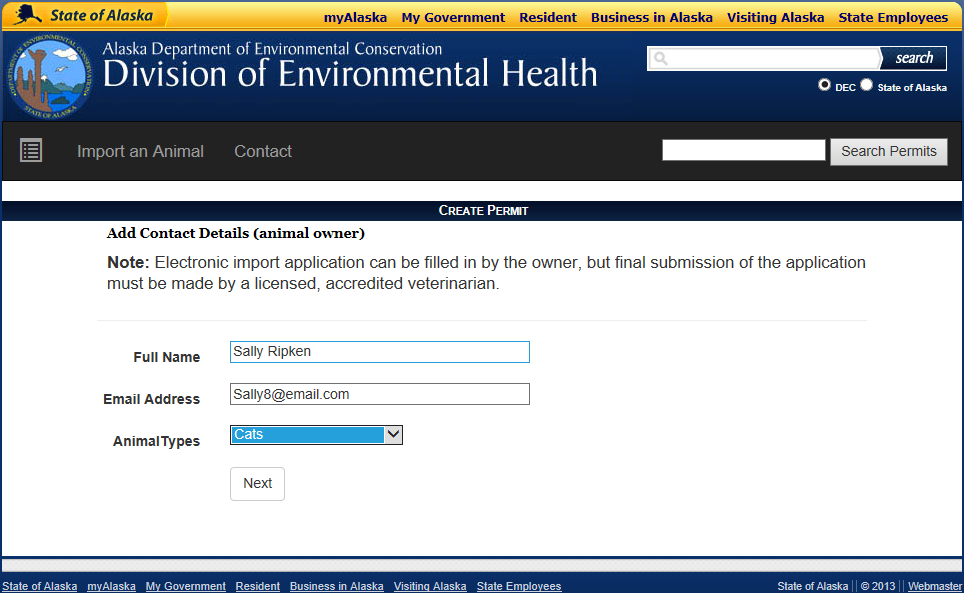 State of Alaska
myAlaska My Government Resident Business in Alaska Visiting Alaska State Employees
Alaska Department of Environmental Conservation
Division of Environmental Health
search
DEC State of Alaska
Import an Animal Contact
Search Permits
CREATE PERMIT
Add Contact Details (animal owner)
Note: Electronic import application can be filled in by the owner, but final submission of the application
must be made by a licensed, accredited veterinarian.
Full Name Sally Ripken
Email Address Sally8@email.com
AnimalTypes Cats
Next
State of Alaska myAlaska My Government Resident Business in Alaska Visiting Alaska State Employees State of Alaska || © 2013 || Webmaster